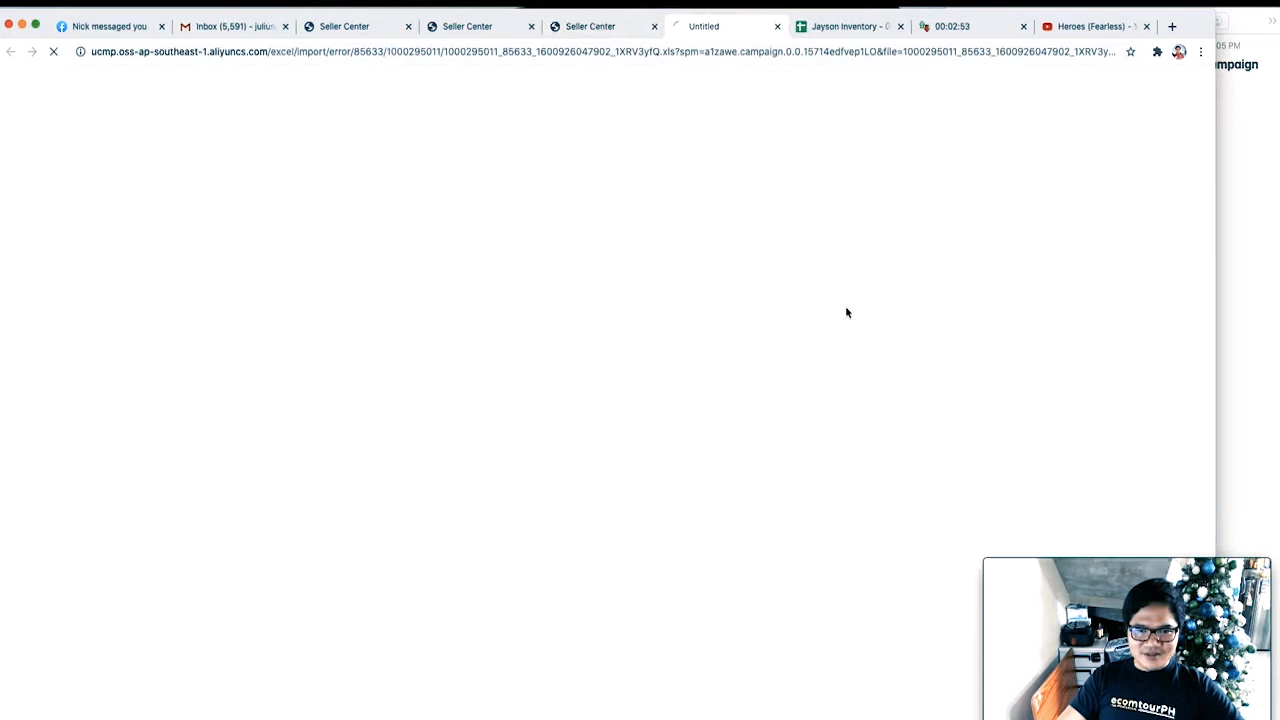 Nick messaged you
Inbox (5,591) - julius
Seller Center
Seller Center
Seller Center
Untitled
Jayson Inventory -
00:02:53
Heroes (Fearless) -
ucmp.oss-ap-southeast-1.aliyuncs.com/excel/import/error/85633/1000295011/1000295011_85633_1600926047902_1XRV3yfQ.xls?spm=a1zawe.campaign.0.0.15714edfvep1LO&file=1000295011_85633_1600926047902_1XRV3y...
05 PM
mpaign
ecomtourPH